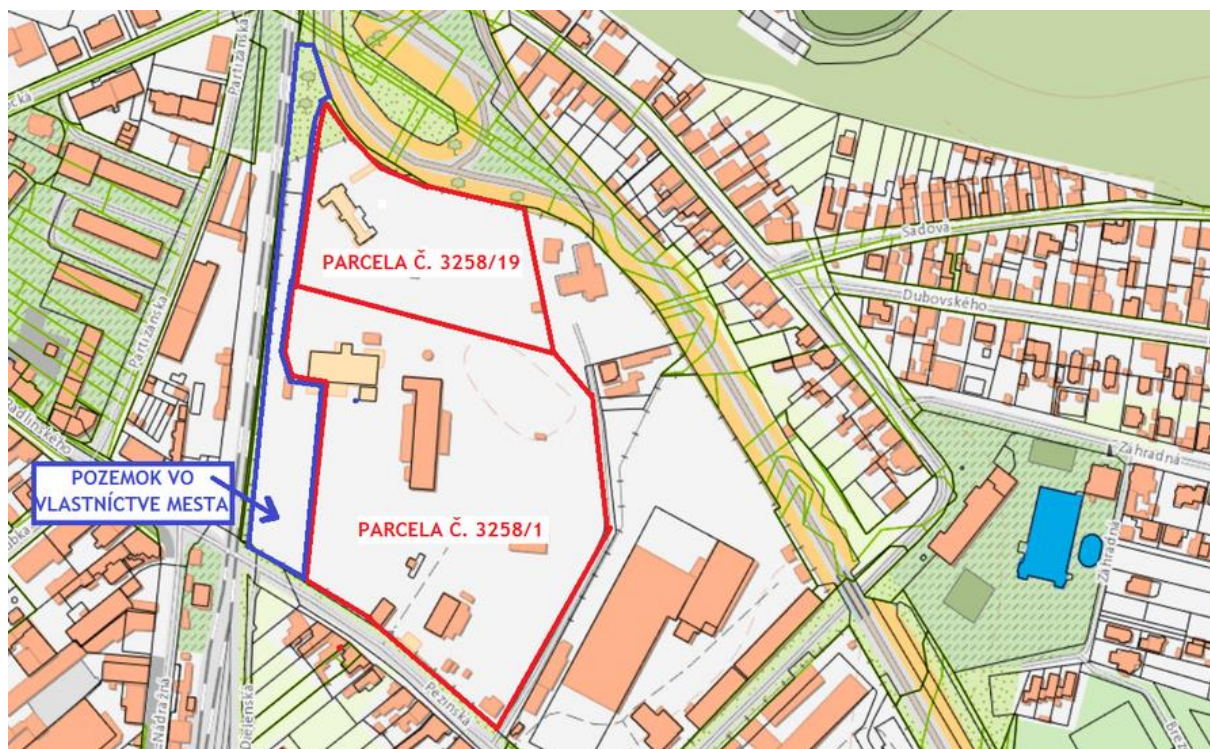 Partizánska
Sadová
PARCELA Č. 3258/19
Dubovského
Partizánska
Záhradná
POZEMOK VO
VLASTNÍCTVE MESTA
PARCELA Č. 3258/1
Záhradná
Pezinská
Nádražná
Dielenská